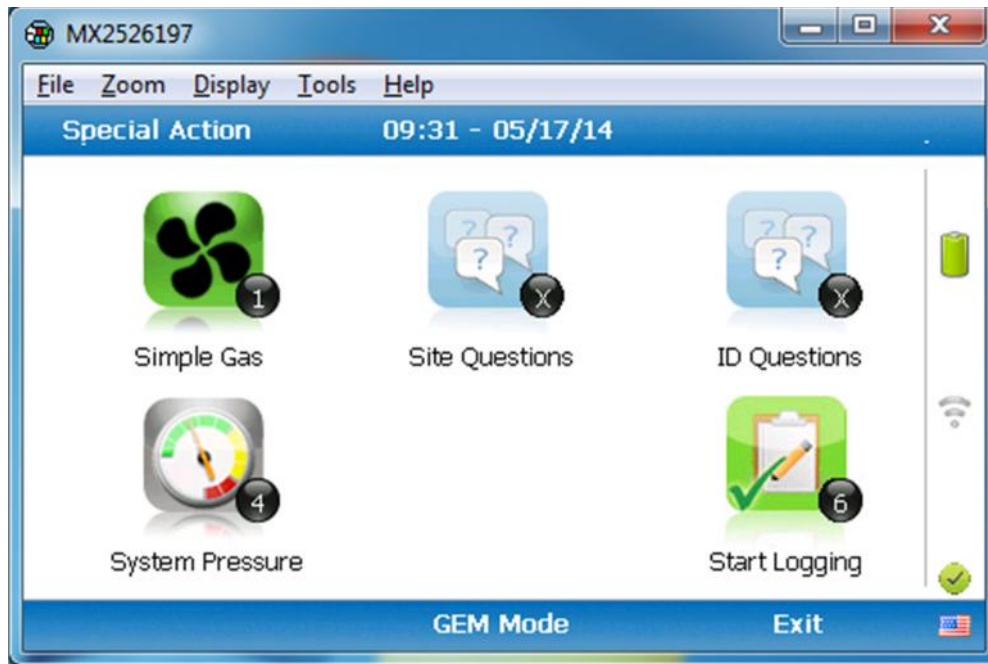 MX2526197
File Zoom Display Tools Help
Special Action 09:31 - 05/17/14
1 X X
Simple Gas Site Questions ID Questions
4 6
System Pressure Start Logging
GEM Mode Exit